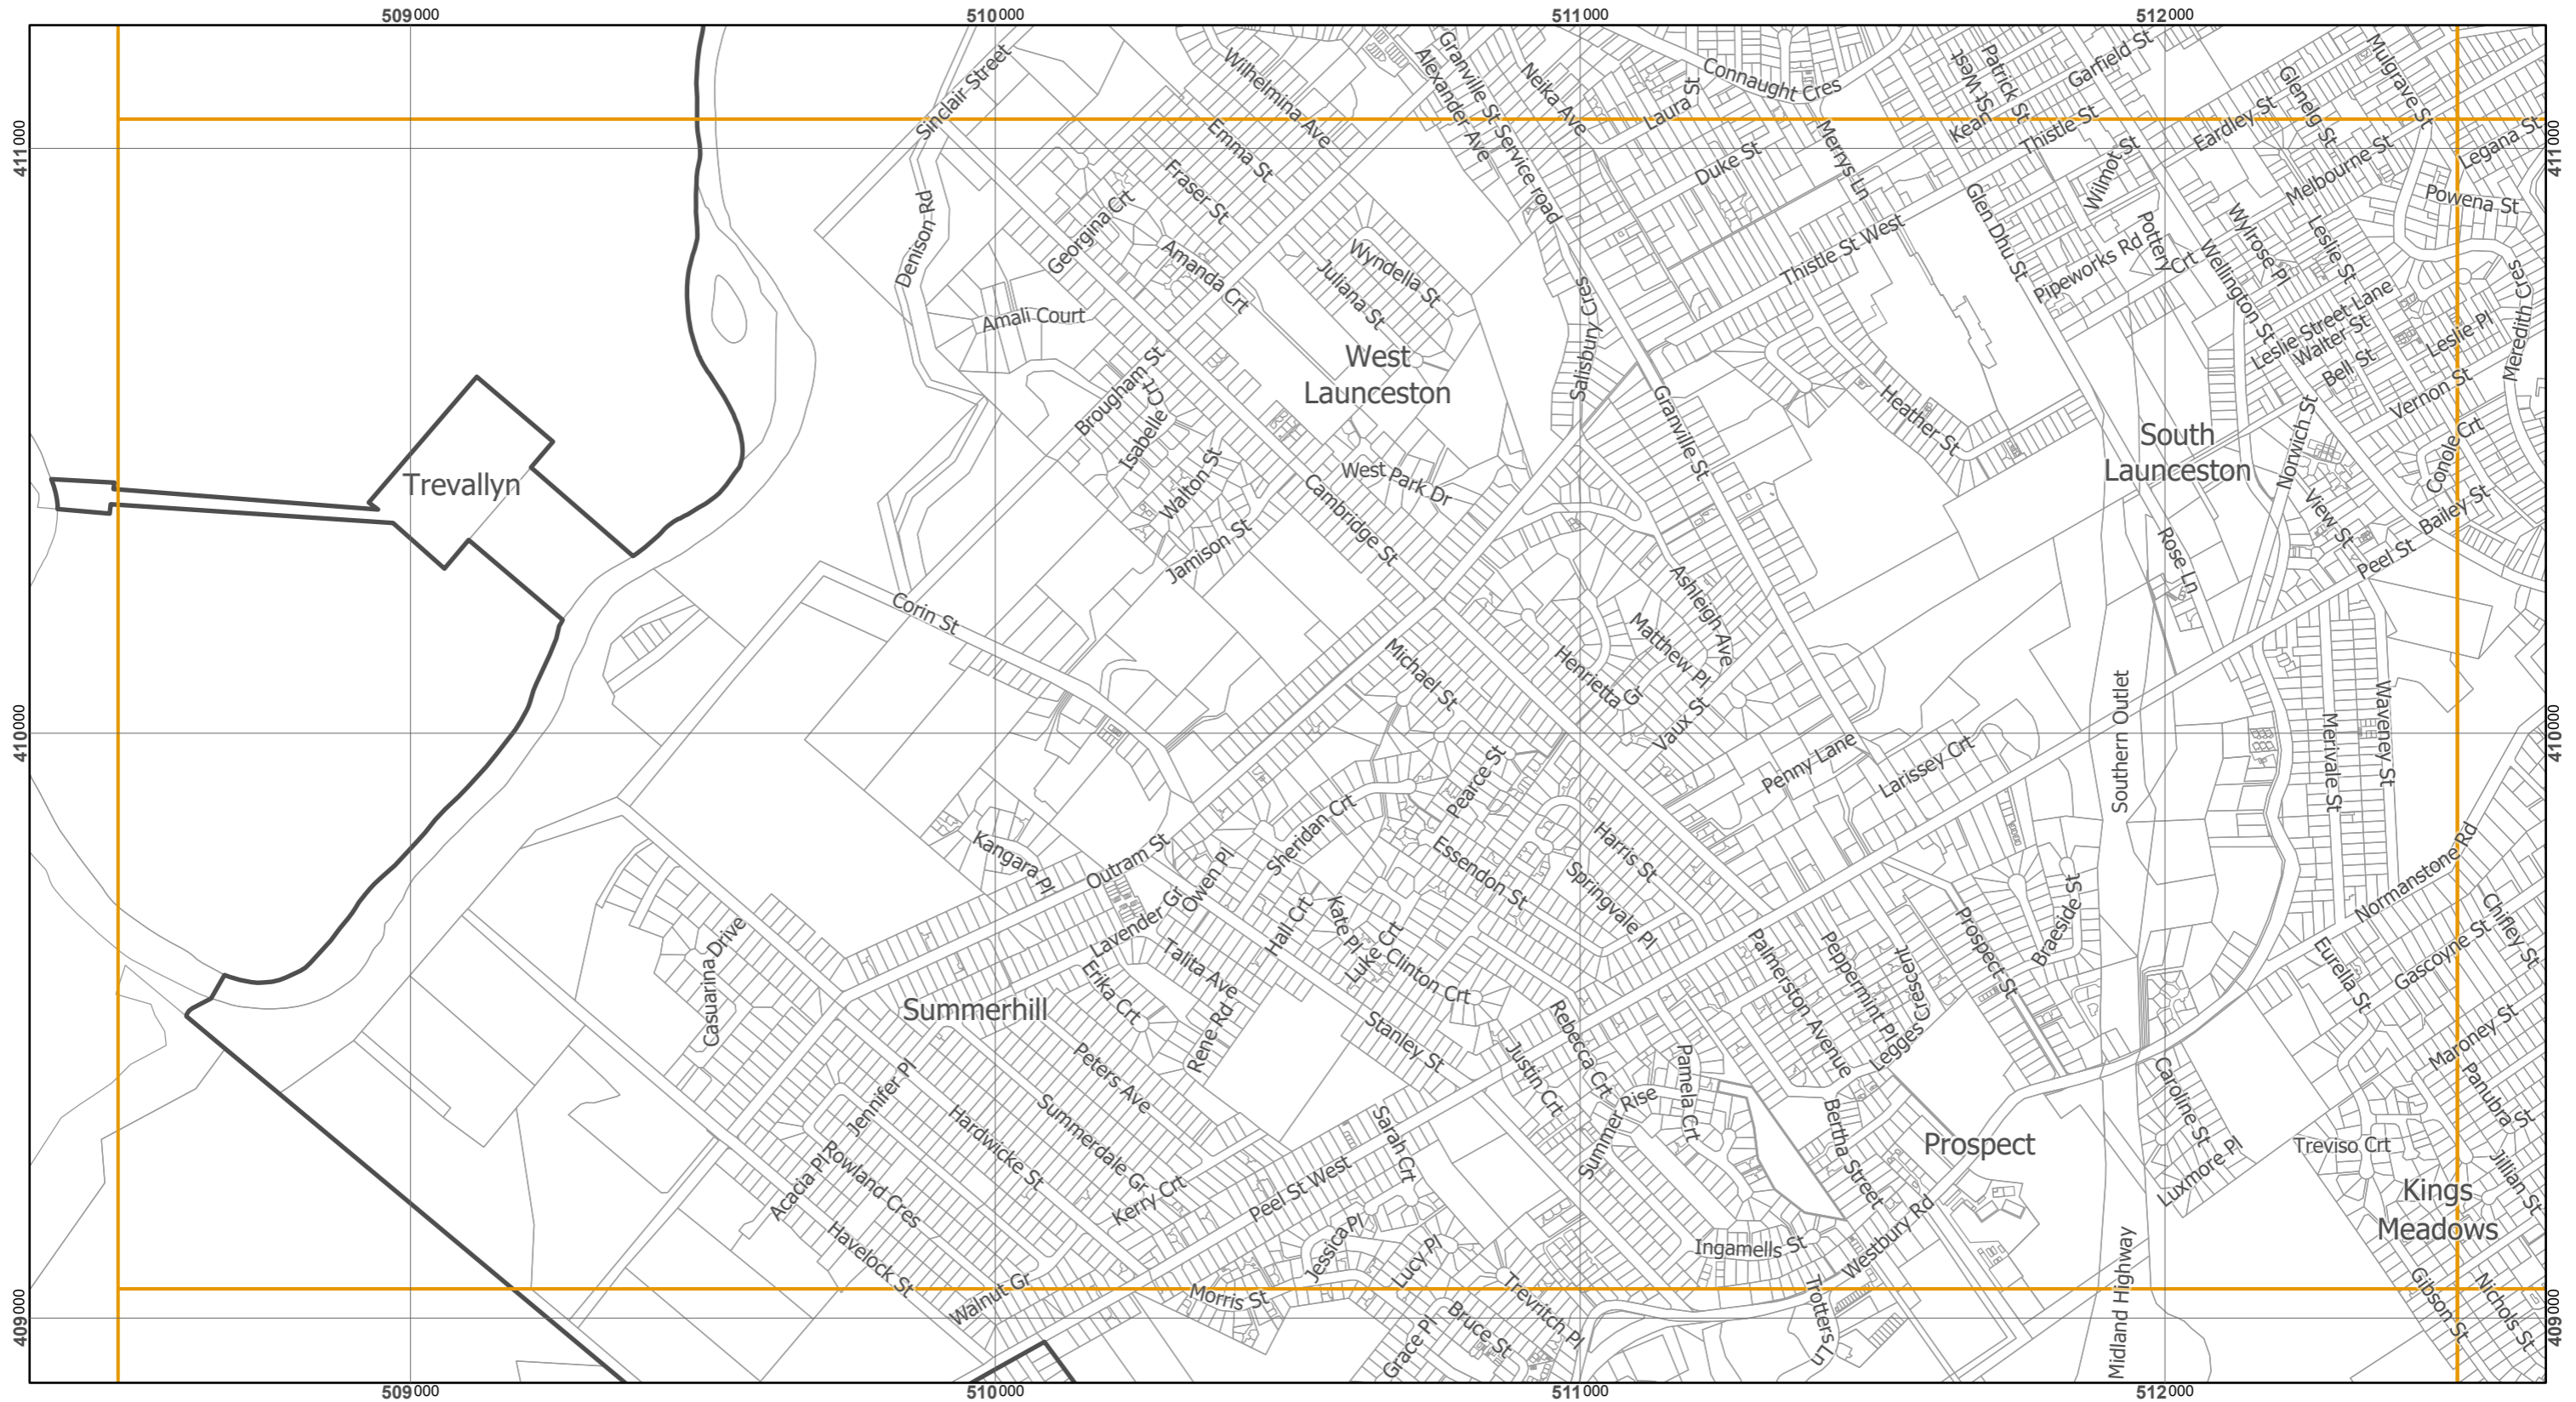 509000
510000
511000
512000
411000
410000
409000
411000
410000
409000
509000
510000
511000
512000
Sinclair Street
Wilhelmina Ave
Alexander Ave
Granville St Service road
Neika Ave
Laura St
Connaught Cres
Merrys Ln
West St
Patrick St
Kean
Garfield St
Thistle St
Glenelg St
Mulgrave St
Eardley St
Melbourne St
Legana St
Powena St
Emma St
Fraser St
Georgina Crt
Amanda Crt
Denison Rd
Amali Court
Duke St
Thistle St West
Glen Dhu St
Wilmot St
Pipeworks Rd
Pottery Crt
Wellington St
Wylrose Pl
Leslie St
Leslie Street Lane
Walter St
Bell St
Leslie Pl
Vernon St
Meredith Cres
Wyndella St
Juliana St
Salisbury Cres
West
Launceston
Brougham St
Isabelle Crt
Walton St
Jamison St
West Park Dr
Cambridge St
Granville St
Heather St
South
Launceston
Norwich St
Conole Crt
View St
Bailey St
Peel St
Rose Ln
Trevallyn
Corin St
Michael St
Ashleigh Ave
Matthew Pl
Henrietta Gr
Vaux St
Penny Lane
Larissey Crt
Southern Outlet
Merivale St
Waveney St
Normanstone Rd
Kangara Pl
Outram St
Owen Pl
Lavender Gr
Sheridan Crt
Pearce St
Essendon St
Harris St
Springvale Pl
Hall Crt
Kate Pl
Luke Crt
Clinton Crt
Talita Ave
Erika Crt
Rene Rd
Stanley St
Casuarina Drive
Summerhill
Peters Ave
Jennifer Pl
Hardwicke St
Summerdale Gr
Kerry Crt
Rowland Cres
Acacia Pl
Havelock St
Walnut Gr
Peel St West
Sarah Crt
Justin Crt
Rebecca Crt
Summer Rise
Pamela Crt
Palmerston Avenue
Peppermint Pl
Legges Crescent
Prospect St
Braeside St
Bertha Street
Prospect
Westbury Rd
Ingamells St
Trotters Ln
Morris St
Jessica Pl
Lucy Pl
Trevritch Pl
Bruce St
Grace Pl
Midland Highway
Caroline St
Luxmore Pl
Eurella St
Gascoyne St
Chifley St
Maroney St
Panubra St
Jillian St
Treviso Crt
Kings
Meadows
Gibson St
Nichols St